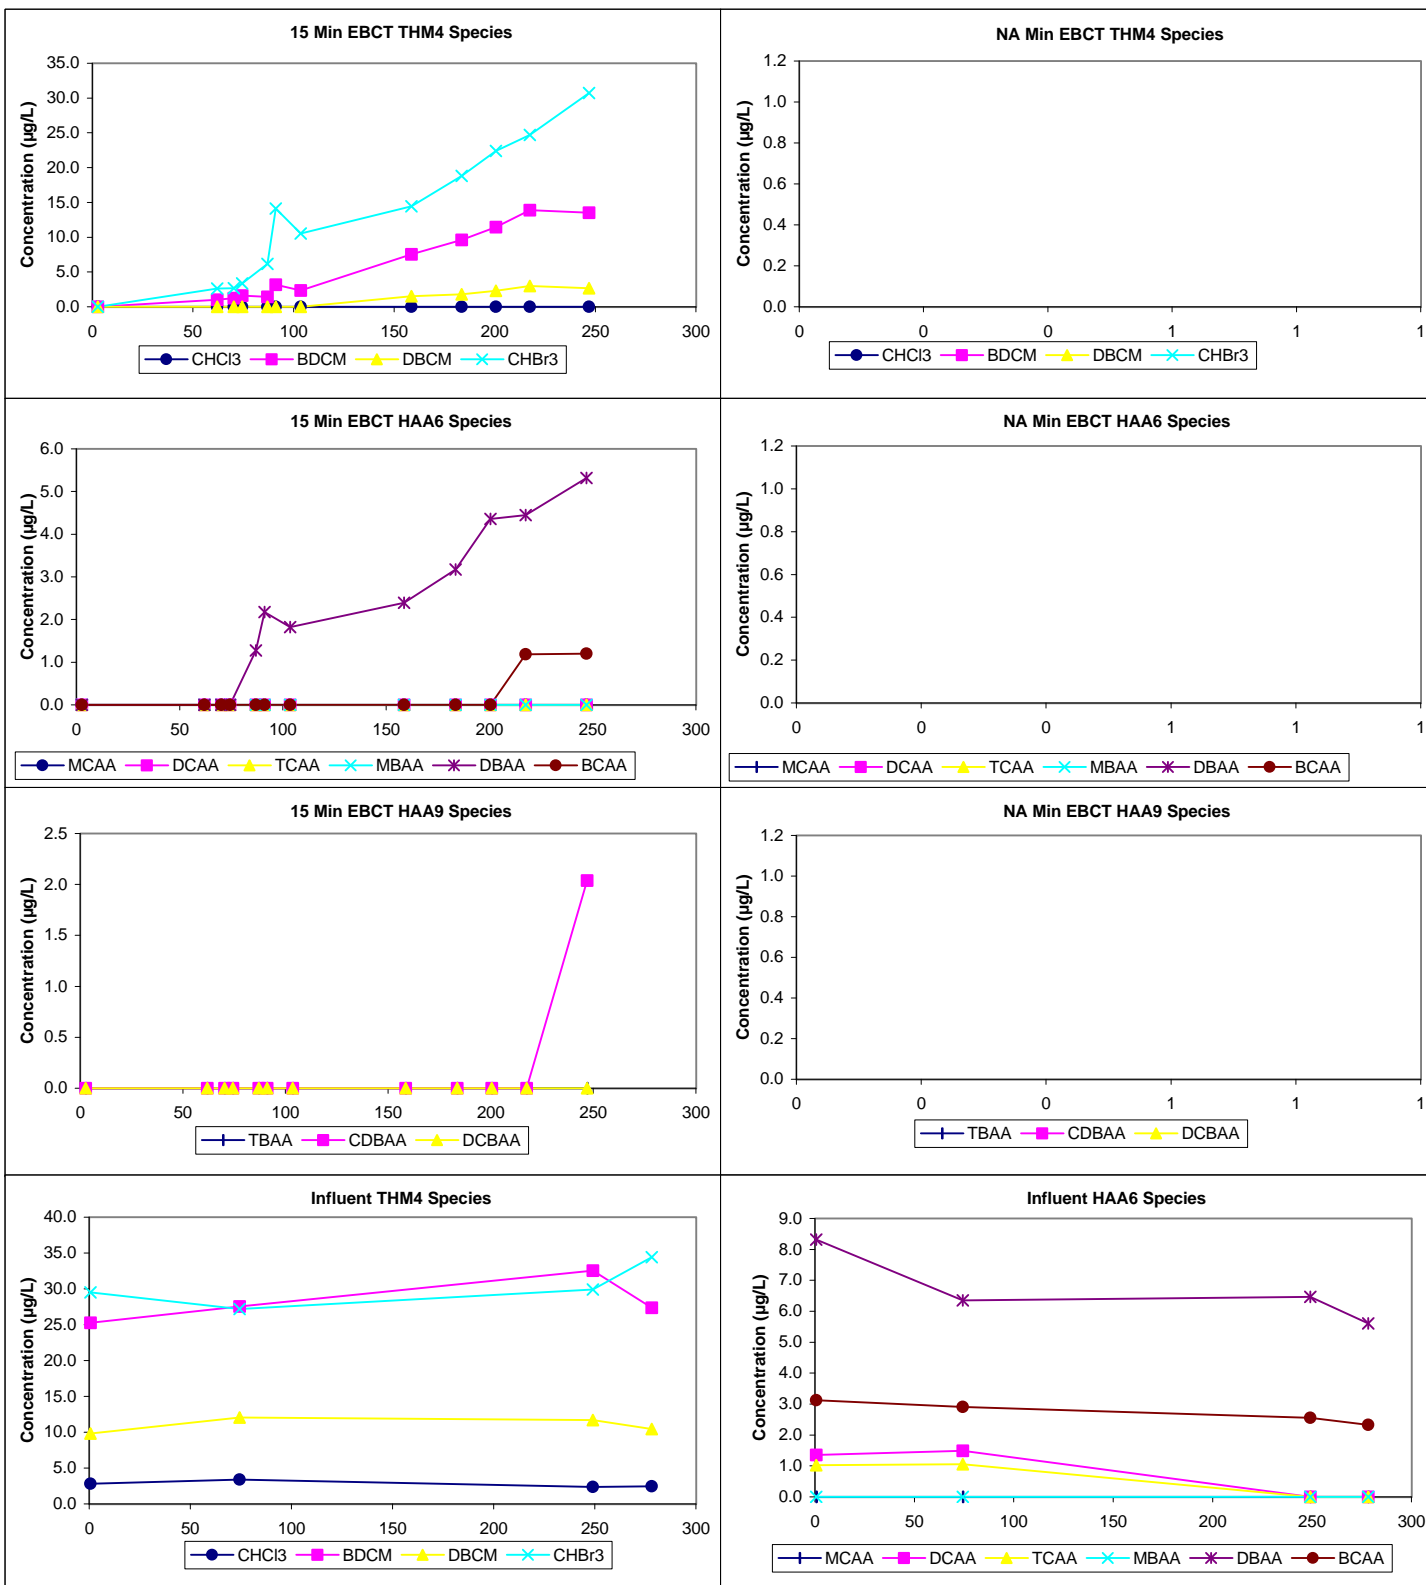 15 Min EBCT THM4 Species
Concentration (µg/L)
35.0
30.0
25.0
20.0
15.0
10.0
5.0
0.0
0 50 100 150 200 250 300
CHCl3 BDCM DBCM CHBr3
NA Min EBCT THM4 Species
Concentration (µg/L)
1.2
1.0
0.8
0.6
0.4
0.2
0.0
0 0 0 1 1 1
CHCl3 BDCM DBCM CHBr3
15 Min EBCT HAA6 Species
Concentration (µg/L)
6.0
5.0
4.0
3.0
2.0
1.0
0.0
0 50 100 150 200 250 300
MCAA DCAA TCAA MBAA DBAA BCAA
NA Min EBCT HAA6 Species
Concentration (µg/L)
1.2
1.0
0.8
0.6
0.4
0.2
0.0
0 0 0 1 1 1
MCAA DCAA TCAA MBAA DBAA BCAA
15 Min EBCT HAA9 Species
Concentration (µg/L)
2.5
2.0
1.5
1.0
0.5
0.0
0 50 100 150 200 250 300
TBAA CDBAA DCBAA
NA Min EBCT HAA9 Species
Concentration (µg/L)
1.2
1.0
0.8
0.6
0.4
0.2
0.0
0 0 0 1 1 1
TBAA CDBAA DCBAA
Influent THM4 Species
Concentration (µg/L)
40.0
35.0
30.0
25.0
20.0
15.0
10.0
5.0
0.0
0 50 100 150 200 250 300
CHCl3 BDCM DBCM CHBr3
Influent HAA6 Species
Concentration (µg/L)
9.0
8.0
7.0
6.0
5.0
4.0
3.0
2.0
1.0
0.0
0 50 100 150 200 250 300
MCAA DCAA TCAA MBAA DBAA BCAA